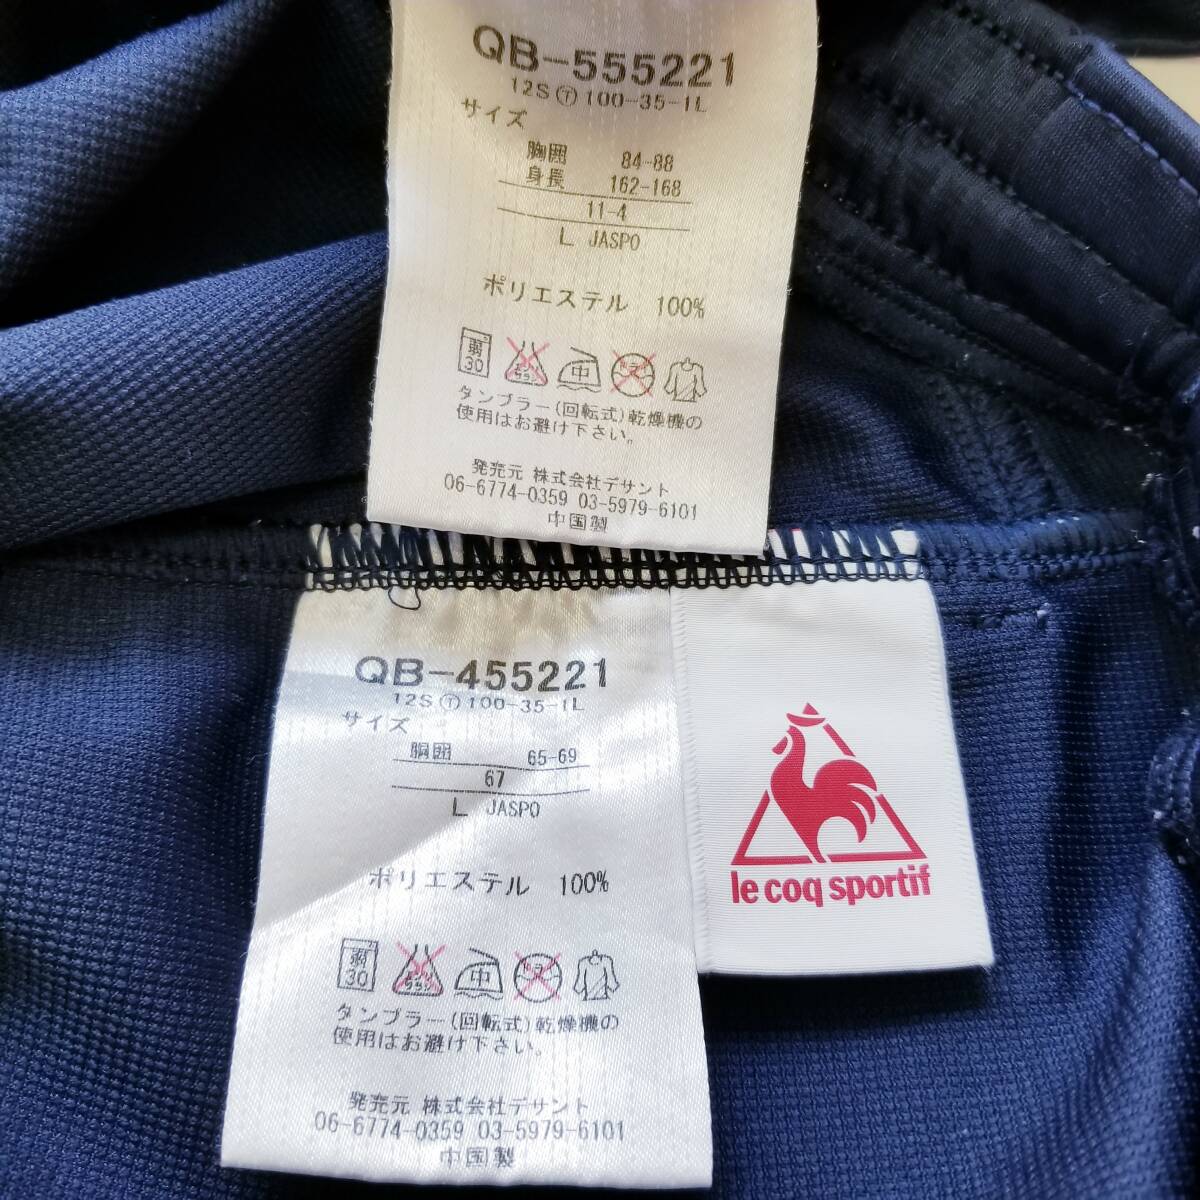 QB-555221
12S Ⓣ 100-35-1L
サイズ
胸囲 84-88
身長 162-168
11-4
L JASPO
ポリエステル 100%
弱
30
中
タンブラー(回転式)乾燥機の
使用はお避け下さい。
発売元 株式会社デサント
06-6774-0359 03-5979-6101
中国製
QB-455221
12S Ⓣ 100-35-1L
サイズ
胴囲 65-69
67
L JASPO
ポリエステル 100%
弱
30
中
タンブラー(回転式)乾燥機の
使用はお避け下さい。
発売元 株式会社デサント
06-6774-0359 03-5979-6101
中国製
le coq sportif